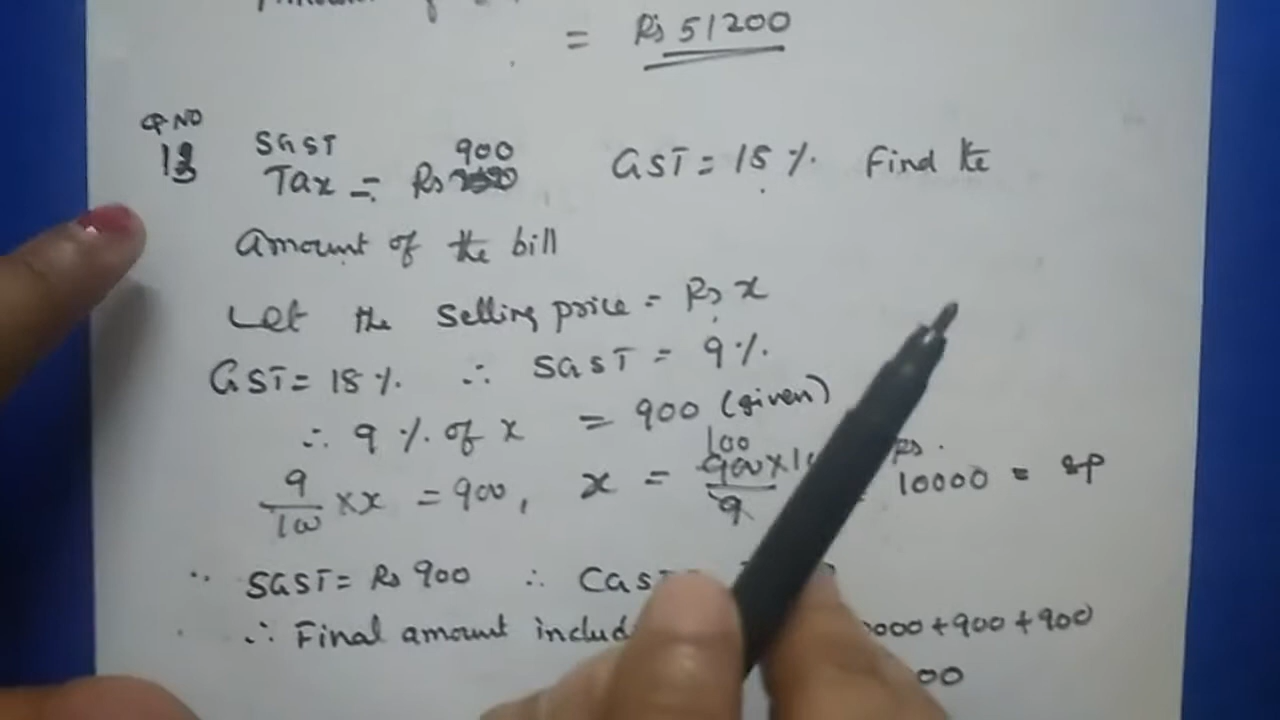 = Rs 51200
Q.NO
13 SGST Tax = Rs 900 GST = 18 % Find the
amount of the bill
Let the selling price = Rs x
GST = 18 % ∴ SGST = 9 %
∴ 9 % of x = 900 (given)
9/100 × x = 900, x = 900×10/9 100 Rs. 10000 = SP
∵ SGST = Rs 900 ∴ CGST
∴ Final amount includ 000 + 900 + 900
00